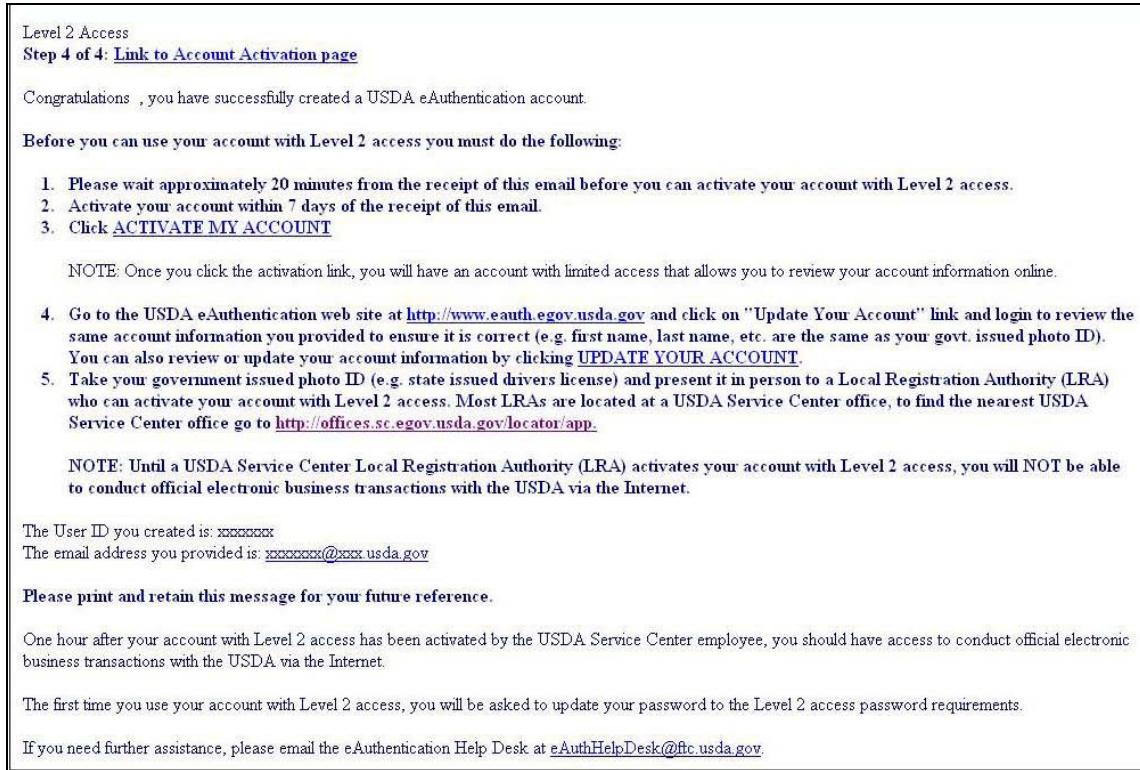 Level 2 Access
Step 4 of 4: Link to Account Activation page
Congratulations , you have successfully created a USDA eAuthentication account.
Before you can use your account with Level 2 access you must do the following:
1. Please wait approximately 20 minutes from the receipt of this email before you can activate your account with Level 2 access.
2. Activate your account within 7 days of the receipt of this email.
3. Click ACTIVATE MY ACCOUNT
NOTE: Once you click the activation link, you will have an account with limited access that allows you to review your account information online.
4. Go to the USDA eAuthentication web site at http://www.eauth.egov.usda.gov and click on "Update Your Account" link and login to review the
same account information you provided to ensure it is correct (e.g. first name, last name, etc. are the same as your govt. issued photo ID).
You can also review or update your account information by clicking UPDATE YOUR ACCOUNT.
5. Take your government issued photo ID (e.g. state issued drivers license) and present it in person to a Local Registration Authority (LRA)
who can activate your account with Level 2 access. Most LRAs are located at a USDA Service Center office, to find the nearest USDA
Service Center office go to http://offices.sc.egov.usda.gov/locator/app.
NOTE: Until a USDA Service Center Local Registration Authority (LRA) activates your account with Level 2 access, you will NOT be able
to conduct official electronic business transactions with the USDA via the Internet.
The User ID you created is: xxxxxxx
The email address you provided is: xxxxxxx@xxx.usda.gov
Please print and retain this message for your future reference.
One hour after your account with Level 2 access has been activated by the USDA Service Center employee, you should have access to conduct official electronic
business transactions with the USDA via the Internet.
The first time you use your account with Level 2 access, you will be asked to update your password to the Level 2 access password requirements.
If you need further assistance, please email the eAuthentication Help Desk at eAuthHelpDesk@ftc.usda.gov.